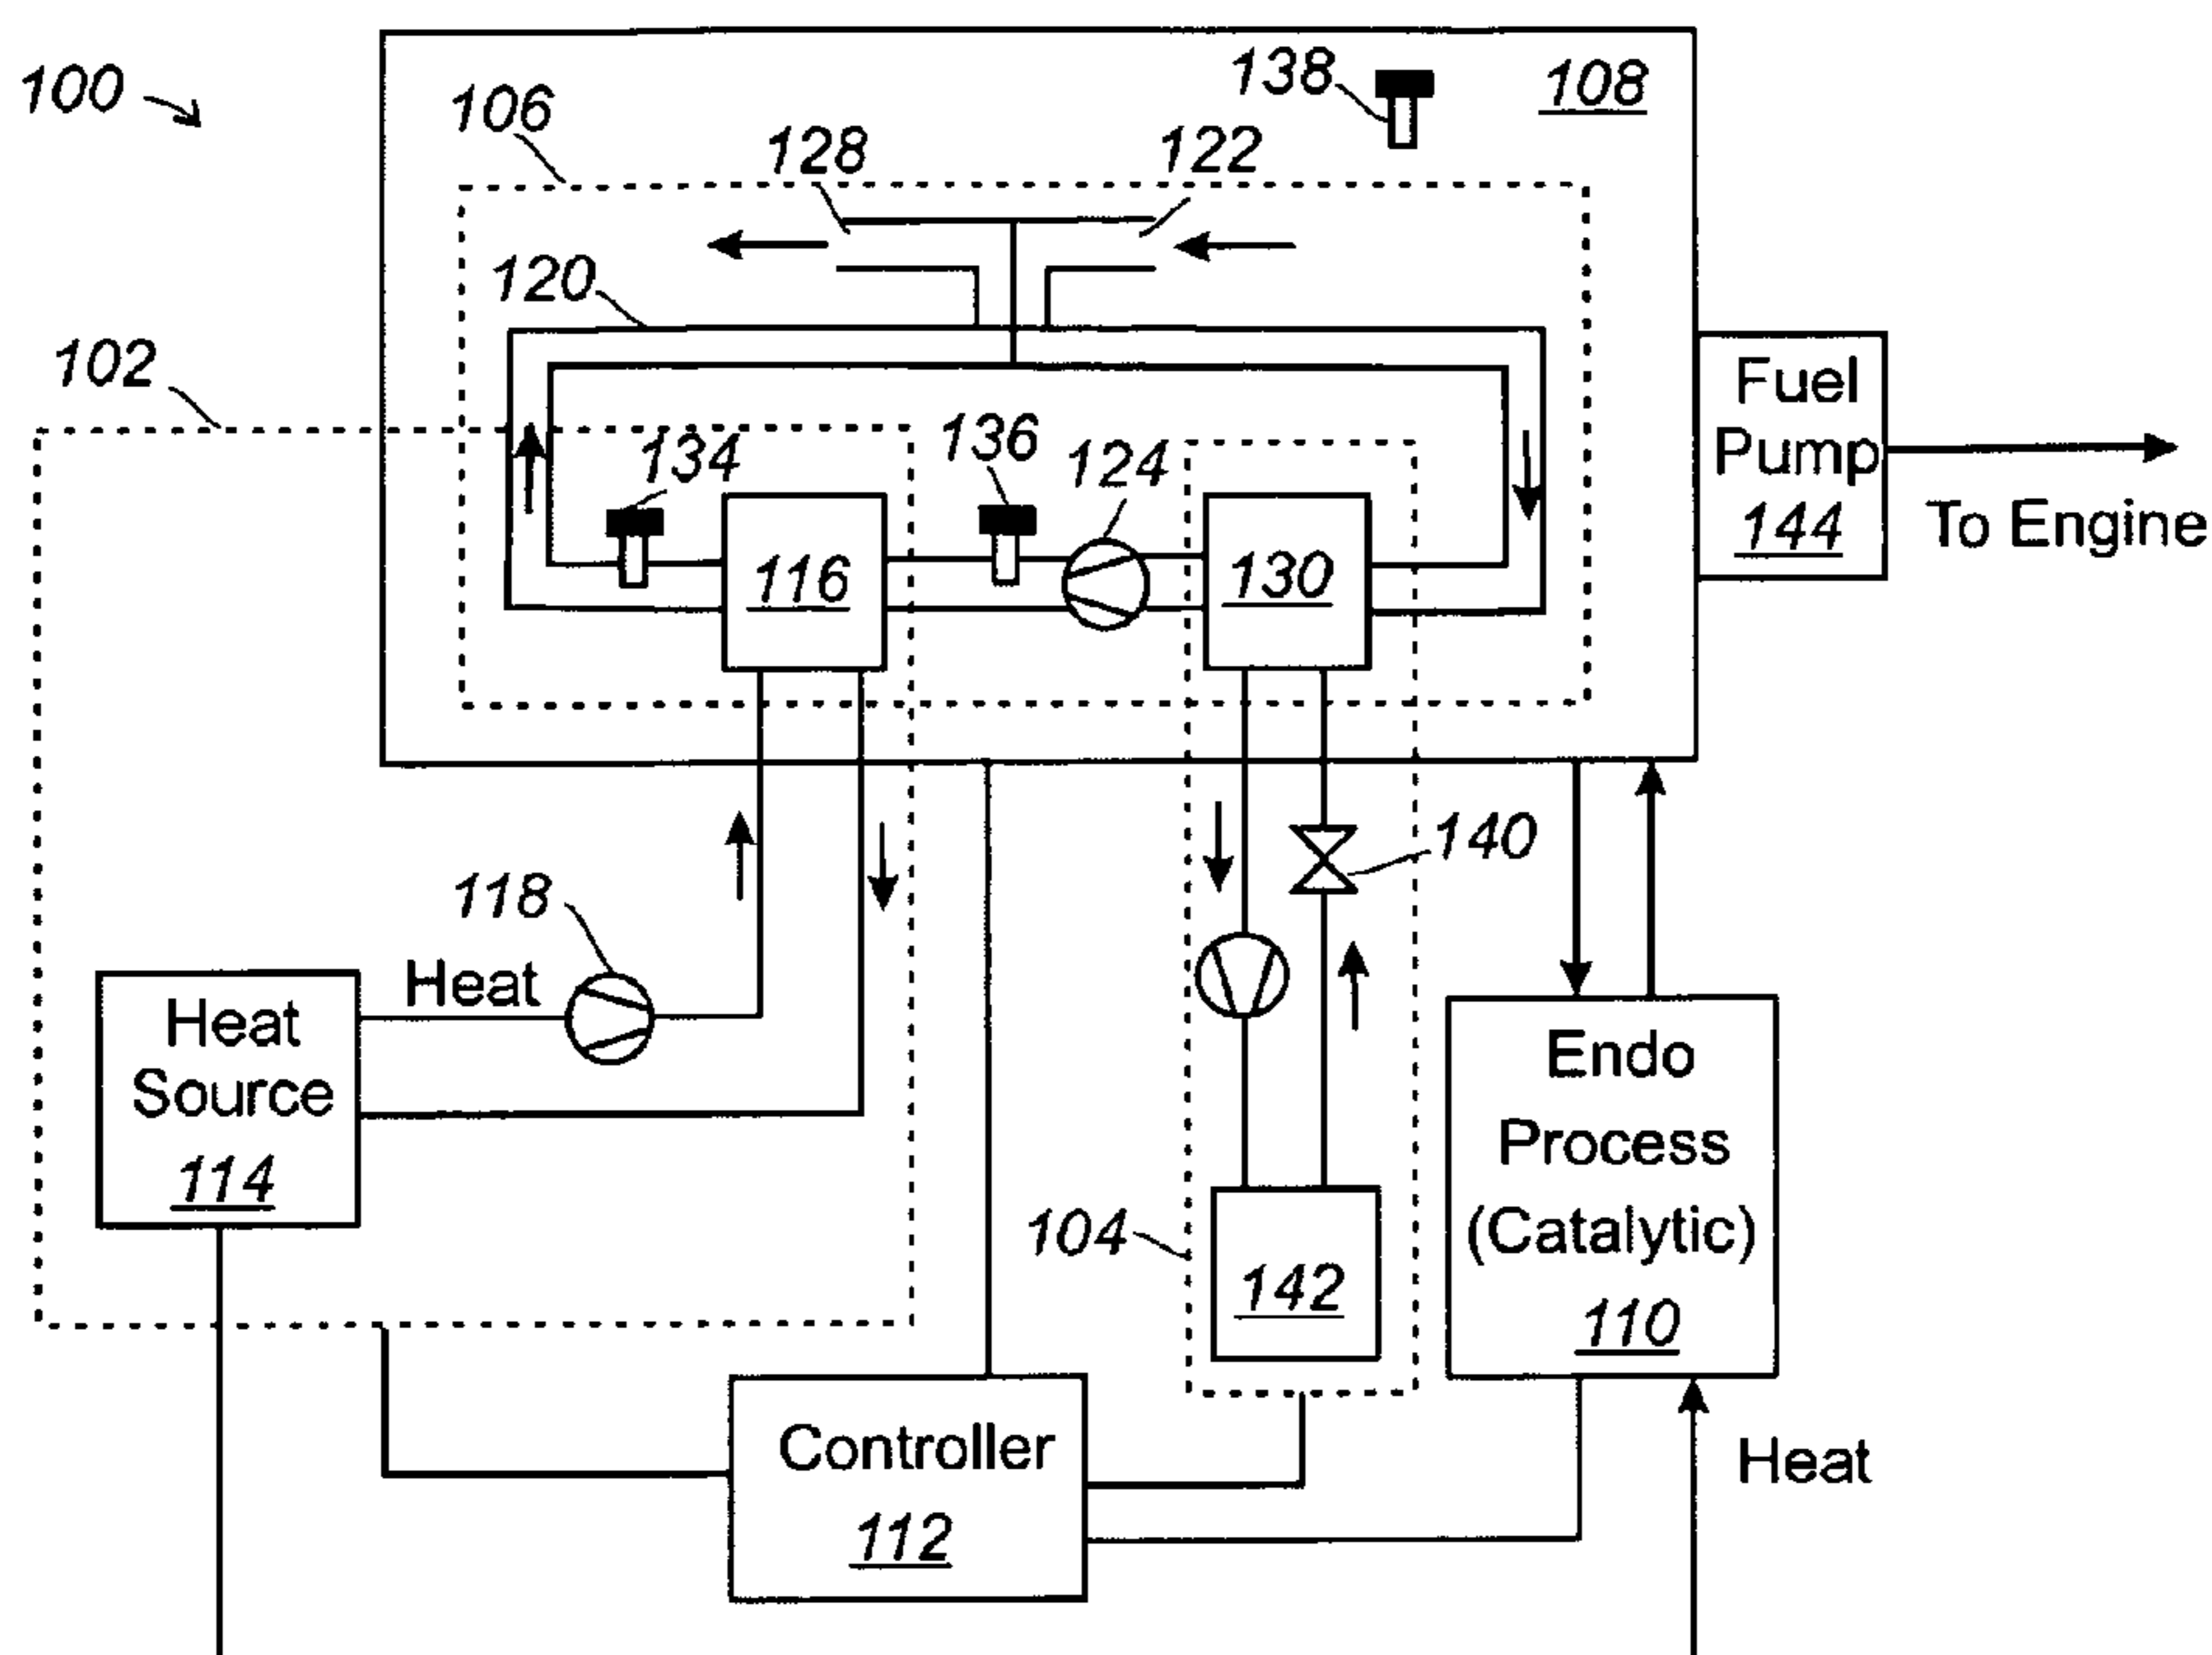 100
106
138
108
128
122
120
102
134
136
124
116
130
Fuel
Pump
144
To Engine
118
140
Heat
Heat
Source
114
Endo
Process
(Catalytic)
110
104
142
Controller
112
Heat